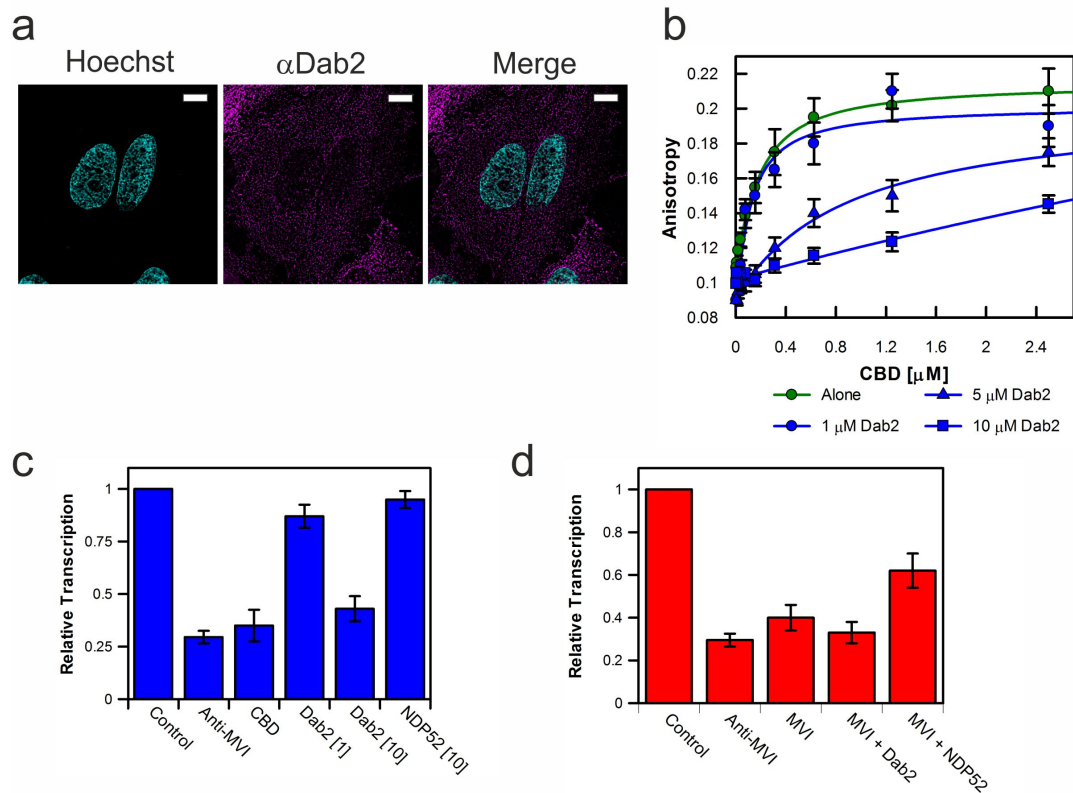 a
Hoechst
αDab2
Merge
b
Anisotropy
0.22
0.2
0.18
0.16
0.14
0.12
0.1
0.08
0
0.4
0.8
1.2
1.6
2
2.4
CBD [μM]
Alone
5 μM Dab2
1 μM Dab2
10 μM Dab2
c
Relative Transcription
1
0.75
0.5
0.25
0
Control
Anti-MVI
CBD
Dab2 [1]
Dab2 [10]
NDP52 [10]
d
Relative Transcription
1
0.8
0.6
0.4
0.2
0
Control
Anti-MVI
MVI
MVI + Dab2
MVI + NDP52